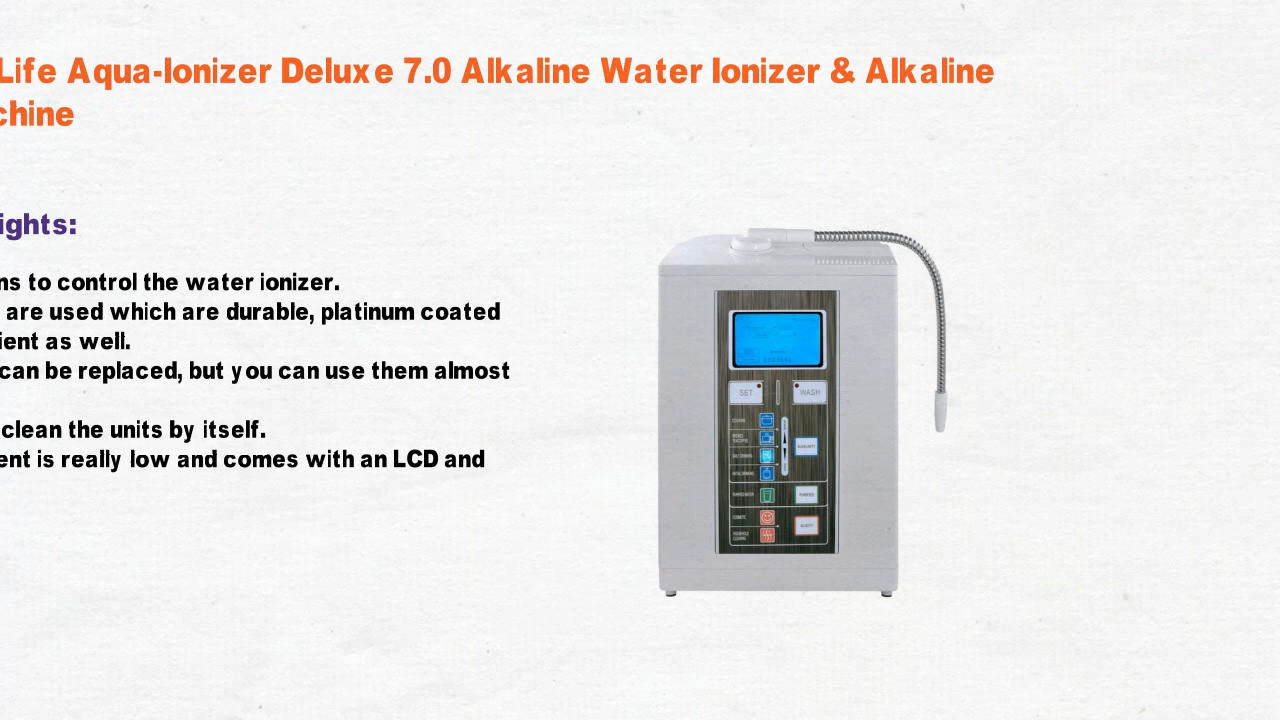 Life Aqua-Ionizer Deluxe 7.0 Alkaline Water Ionizer & Alkaline
chine
ights:
ns to control the water ionizer.
are used which are durable, platinum coated
ient as well.
can be replaced, but you can use them almost
clean the units by itself.
ent is really low and comes with an LCD and
SET
WASH